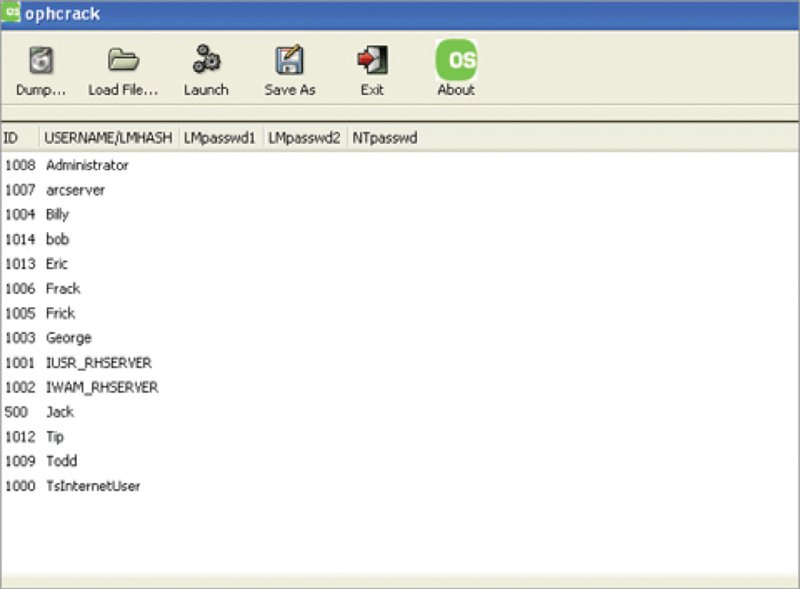 OS ophcrack
OS
Dump... Load File... Launch Save As Exit About
ID USERNAME/LMHASH LMpasswd1 LMpasswd2 NTpasswd
1008 Administrator
1007 arcserver
1004 Billy
1014 bob
1013 Eric
1006 Frack
1005 Frick
1003 George
1001 IUSR_RHSERVER
1002 IWAM_RHSERVER
500 Jack
1012 Tip
1009 Todd
1000 TsInternetUser